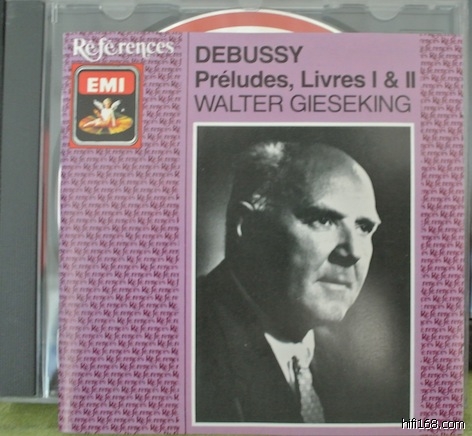 Références
EMI
DEBUSSY
Préludes, Livres I & II
WALTER GIESEKING
hifi168.com